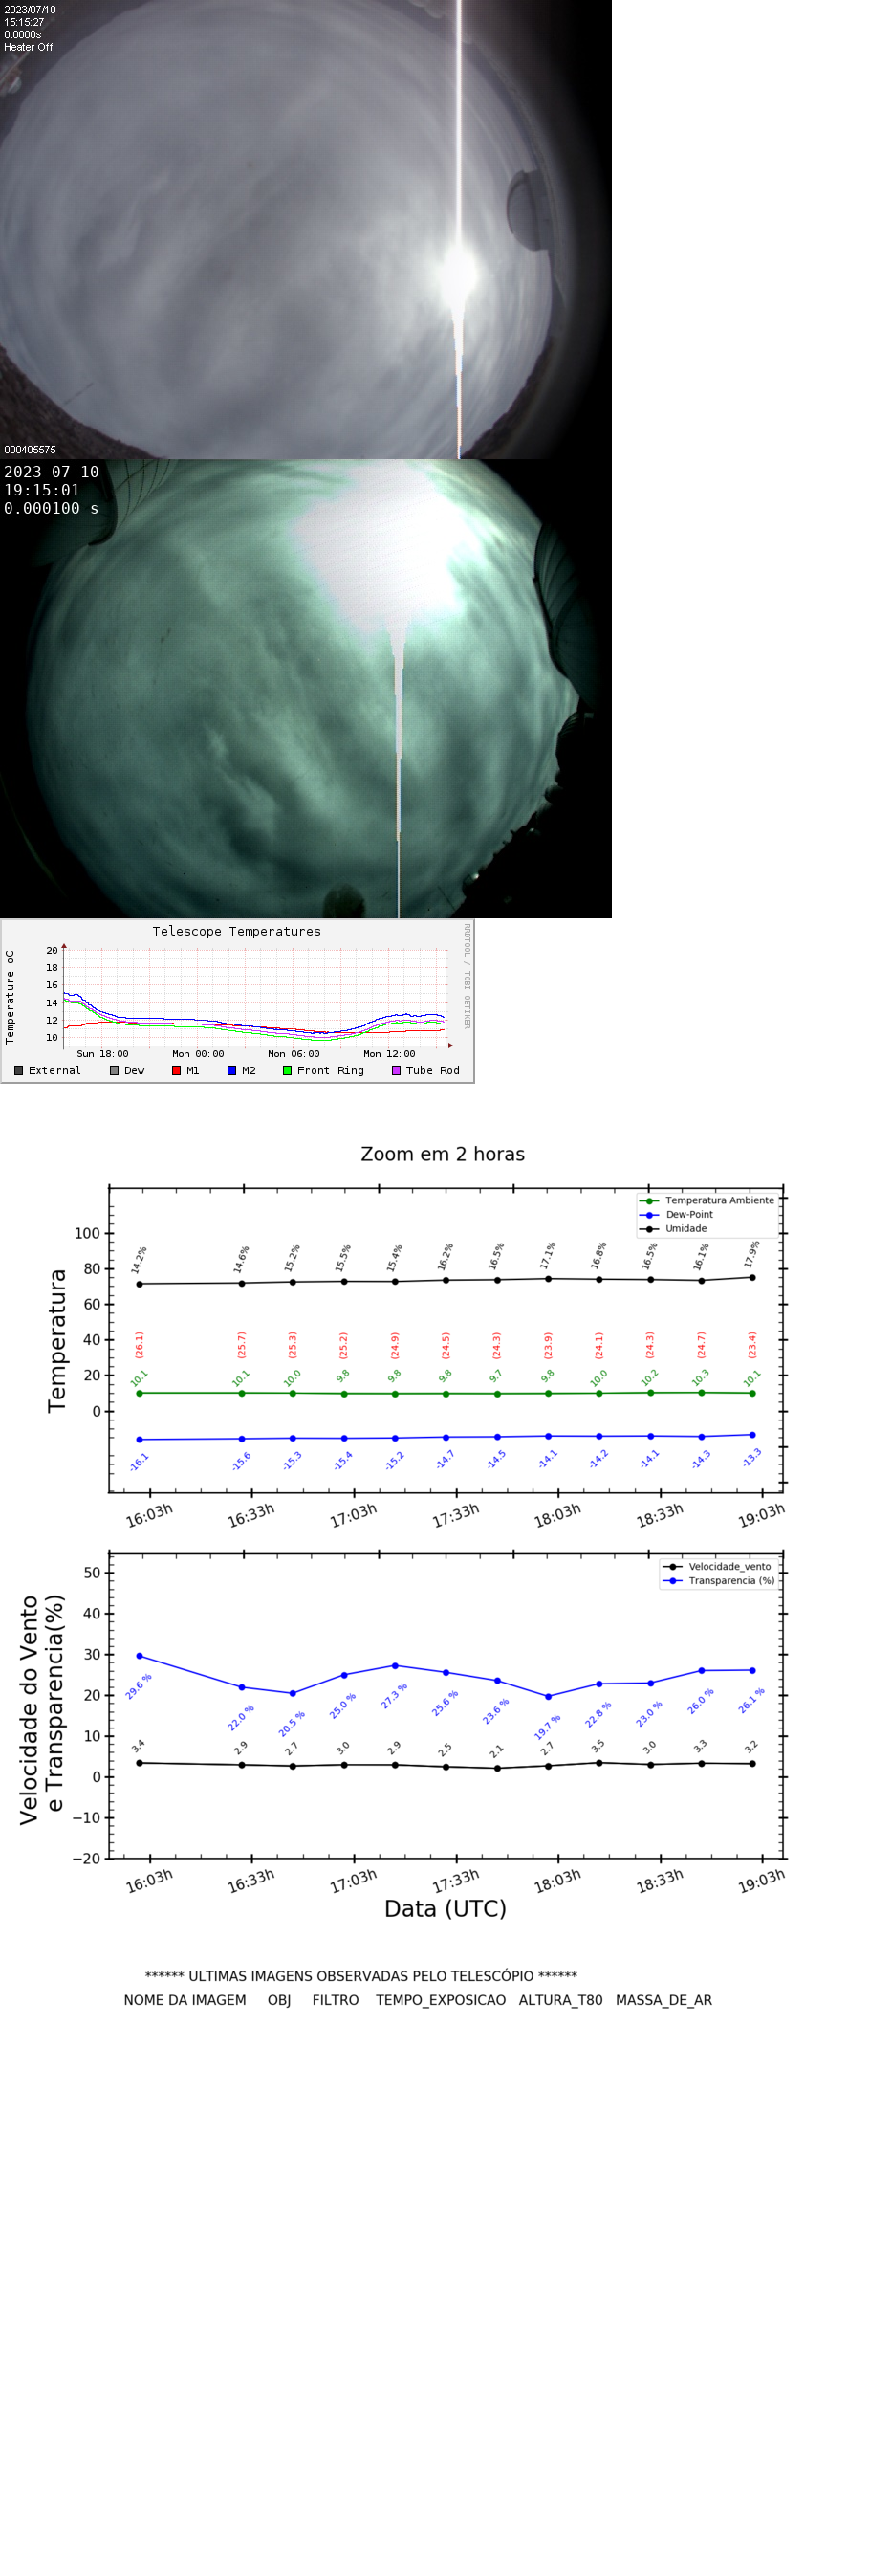 2023/07/10
15:15:27
0.0000s
Heater Off
000405575
2023-07-10
19:15:01
0.000100 s
Telescope Temperatures
RRDTOOL / TOBI OETIKER
Temperature oC
20
18
16
14
12
10
Sun 18:00 Mon 00:00 Mon 06:00 Mon 12:00
External Dew M1 M2 Front Ring Tube Rod
Zoom em 2 horas
Temperatura Ambiente
Dew-Point
Umidade
Temperatura
100
80
60
40
20
0
14.2% 14.6% 15.2% 15.5% 15.4% 16.2% 16.5% 17.1% 16.8% 16.5% 16.1% 17.9%
(26.1) (25.7) (25.3) (25.2) (24.9) (24.5) (24.3) (23.9) (24.1) (24.3) (24.7) (23.4)
10.1 10.1 10.0 9.8 9.8 9.8 9.7 9.8 10.0 10.2 10.3 10.1
-16.1 -15.6 -15.3 -15.4 -15.2 -14.7 -14.5 -14.1 -14.2 -14.1 -14.3 -13.3
16:03h 16:33h 17:03h 17:33h 18:03h 18:33h 19:03h
Velocidade_vento
Transparencia (%)
Velocidade do Vento
e Transparencia(%)
50
40
30
20
10
0
−10
−20
29.6 % 22.0 % 20.5 % 25.0 % 27.3 % 25.6 % 23.6 % 19.7 % 22.8 % 23.0 % 26.0 % 26.1 %
3.4 2.9 2.7 3.0 2.9 2.5 2.1 2.7 3.5 3.0 3.3 3.2
16:03h 16:33h 17:03h 17:33h 18:03h 18:33h 19:03h
Data (UTC)
****** ULTIMAS IMAGENS OBSERVADAS PELO TELESCÓPIO ******
NOME DA IMAGEM OBJ FILTRO TEMPO_EXPOSICAO ALTURA_T80 MASSA_DE_AR